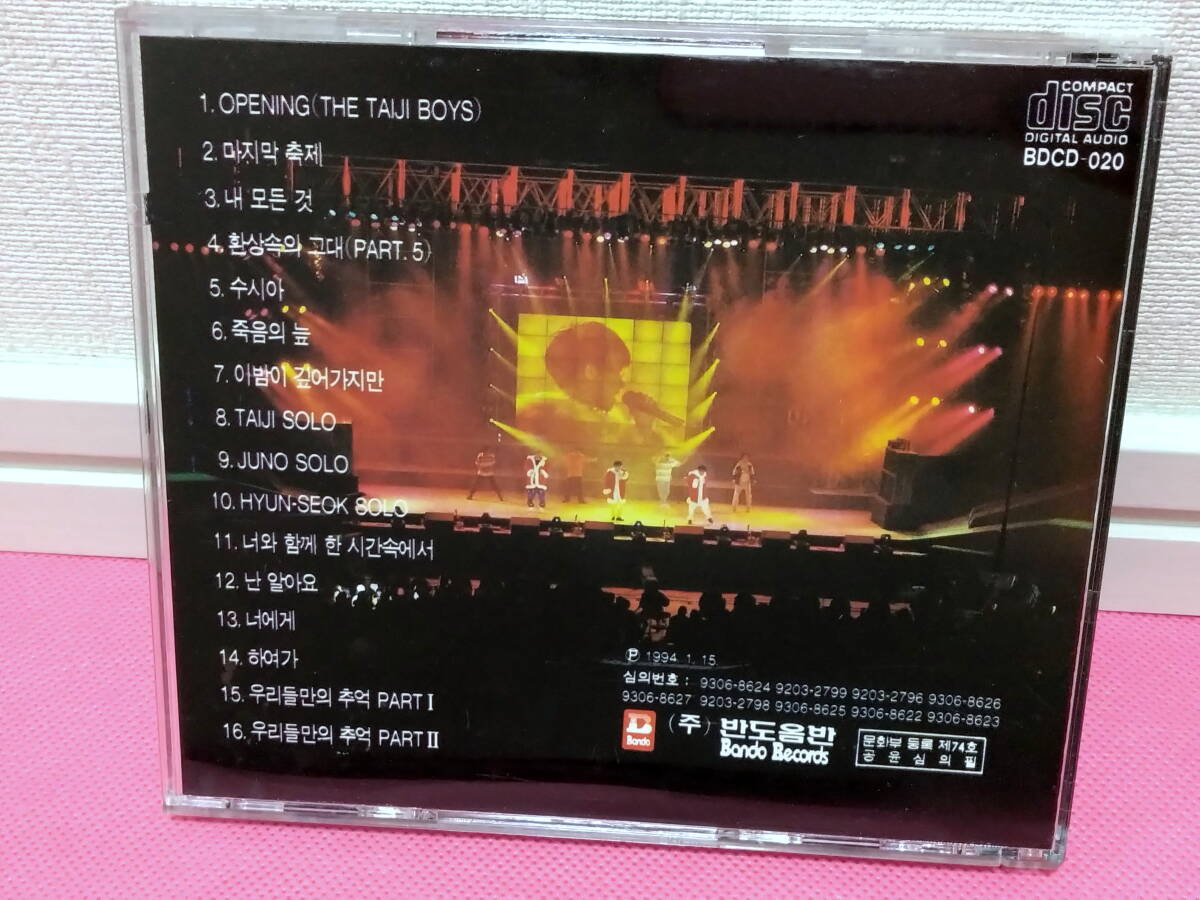 1. OPENING(THE TAIJI BOYS)
2. 마지막 축제
3. 내 모든 것
4. 환상속의 그대(PART. 5)
5. 수시아
6. 죽음의 늪
7. 이밤이 깊어가지만
8. TAIJI SOLO
9. JUNO SOLO
10. HYUN-SEOK SOLO
11. 너와 함께 한 시간속에서
12. 난 알아요
13. 너에게
14. 하여가
15. 우리들만의 추억 PART Ⅰ
16. 우리들만의 추억 PART Ⅱ
COMPACT
disc
DIGITAL AUDIO
BDCD-020
Ⓟ 1994. 1. 15.
심의번호 : 9306-8624 9203-2799 9203-2796 9306-8626
9306-8627 9203-2798 9306-8625 9306-8622 9306-8623
B
Bando
(주) 반도음반
Bando Records
문화부 등록 제74호
공 윤 심 의 필